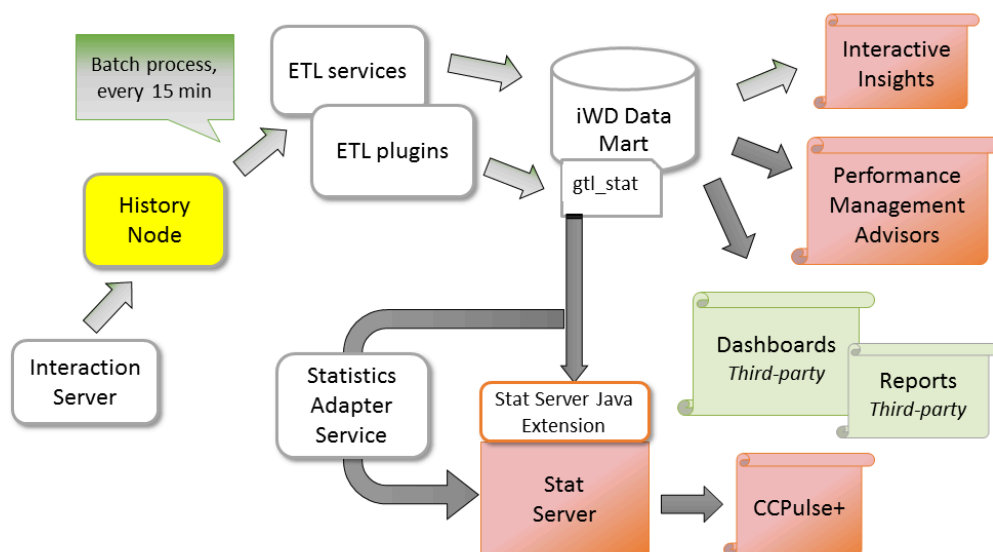 Batch process,
every 15 min
ETL services
ETL plugins
iWD Data
Mart
gtl_stat
Interactive
Insights
Performance
Management
Advisors
History
Node
Interaction
Server
Statistics
Adapter
Service
Stat Server Java
Extension
Stat
Server
Dashboards
Third-party
Reports
Third-party
CCPulse+